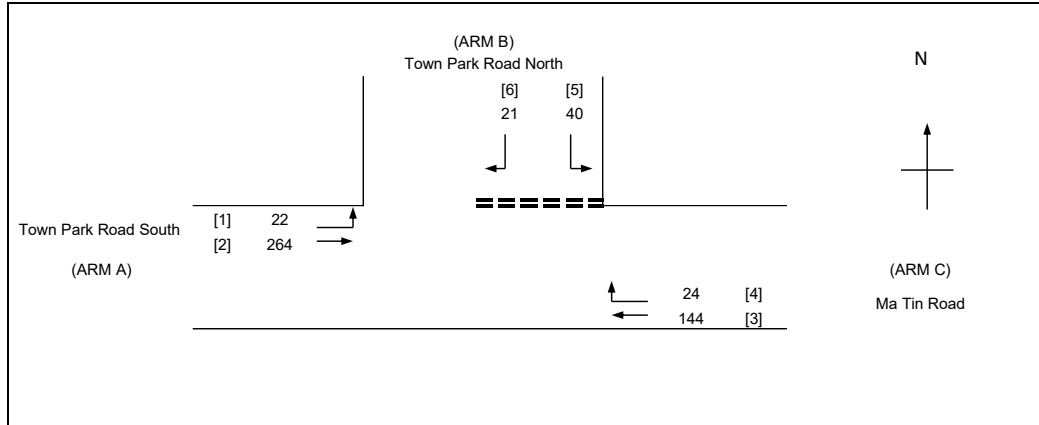 (ARM B)
Town Park Road North
N
[6] [5]
21 40
[1] 22
Town Park Road South
[2] 264
(ARM A)
(ARM C)
24 [4]
Ma Tin Road
144 [3]